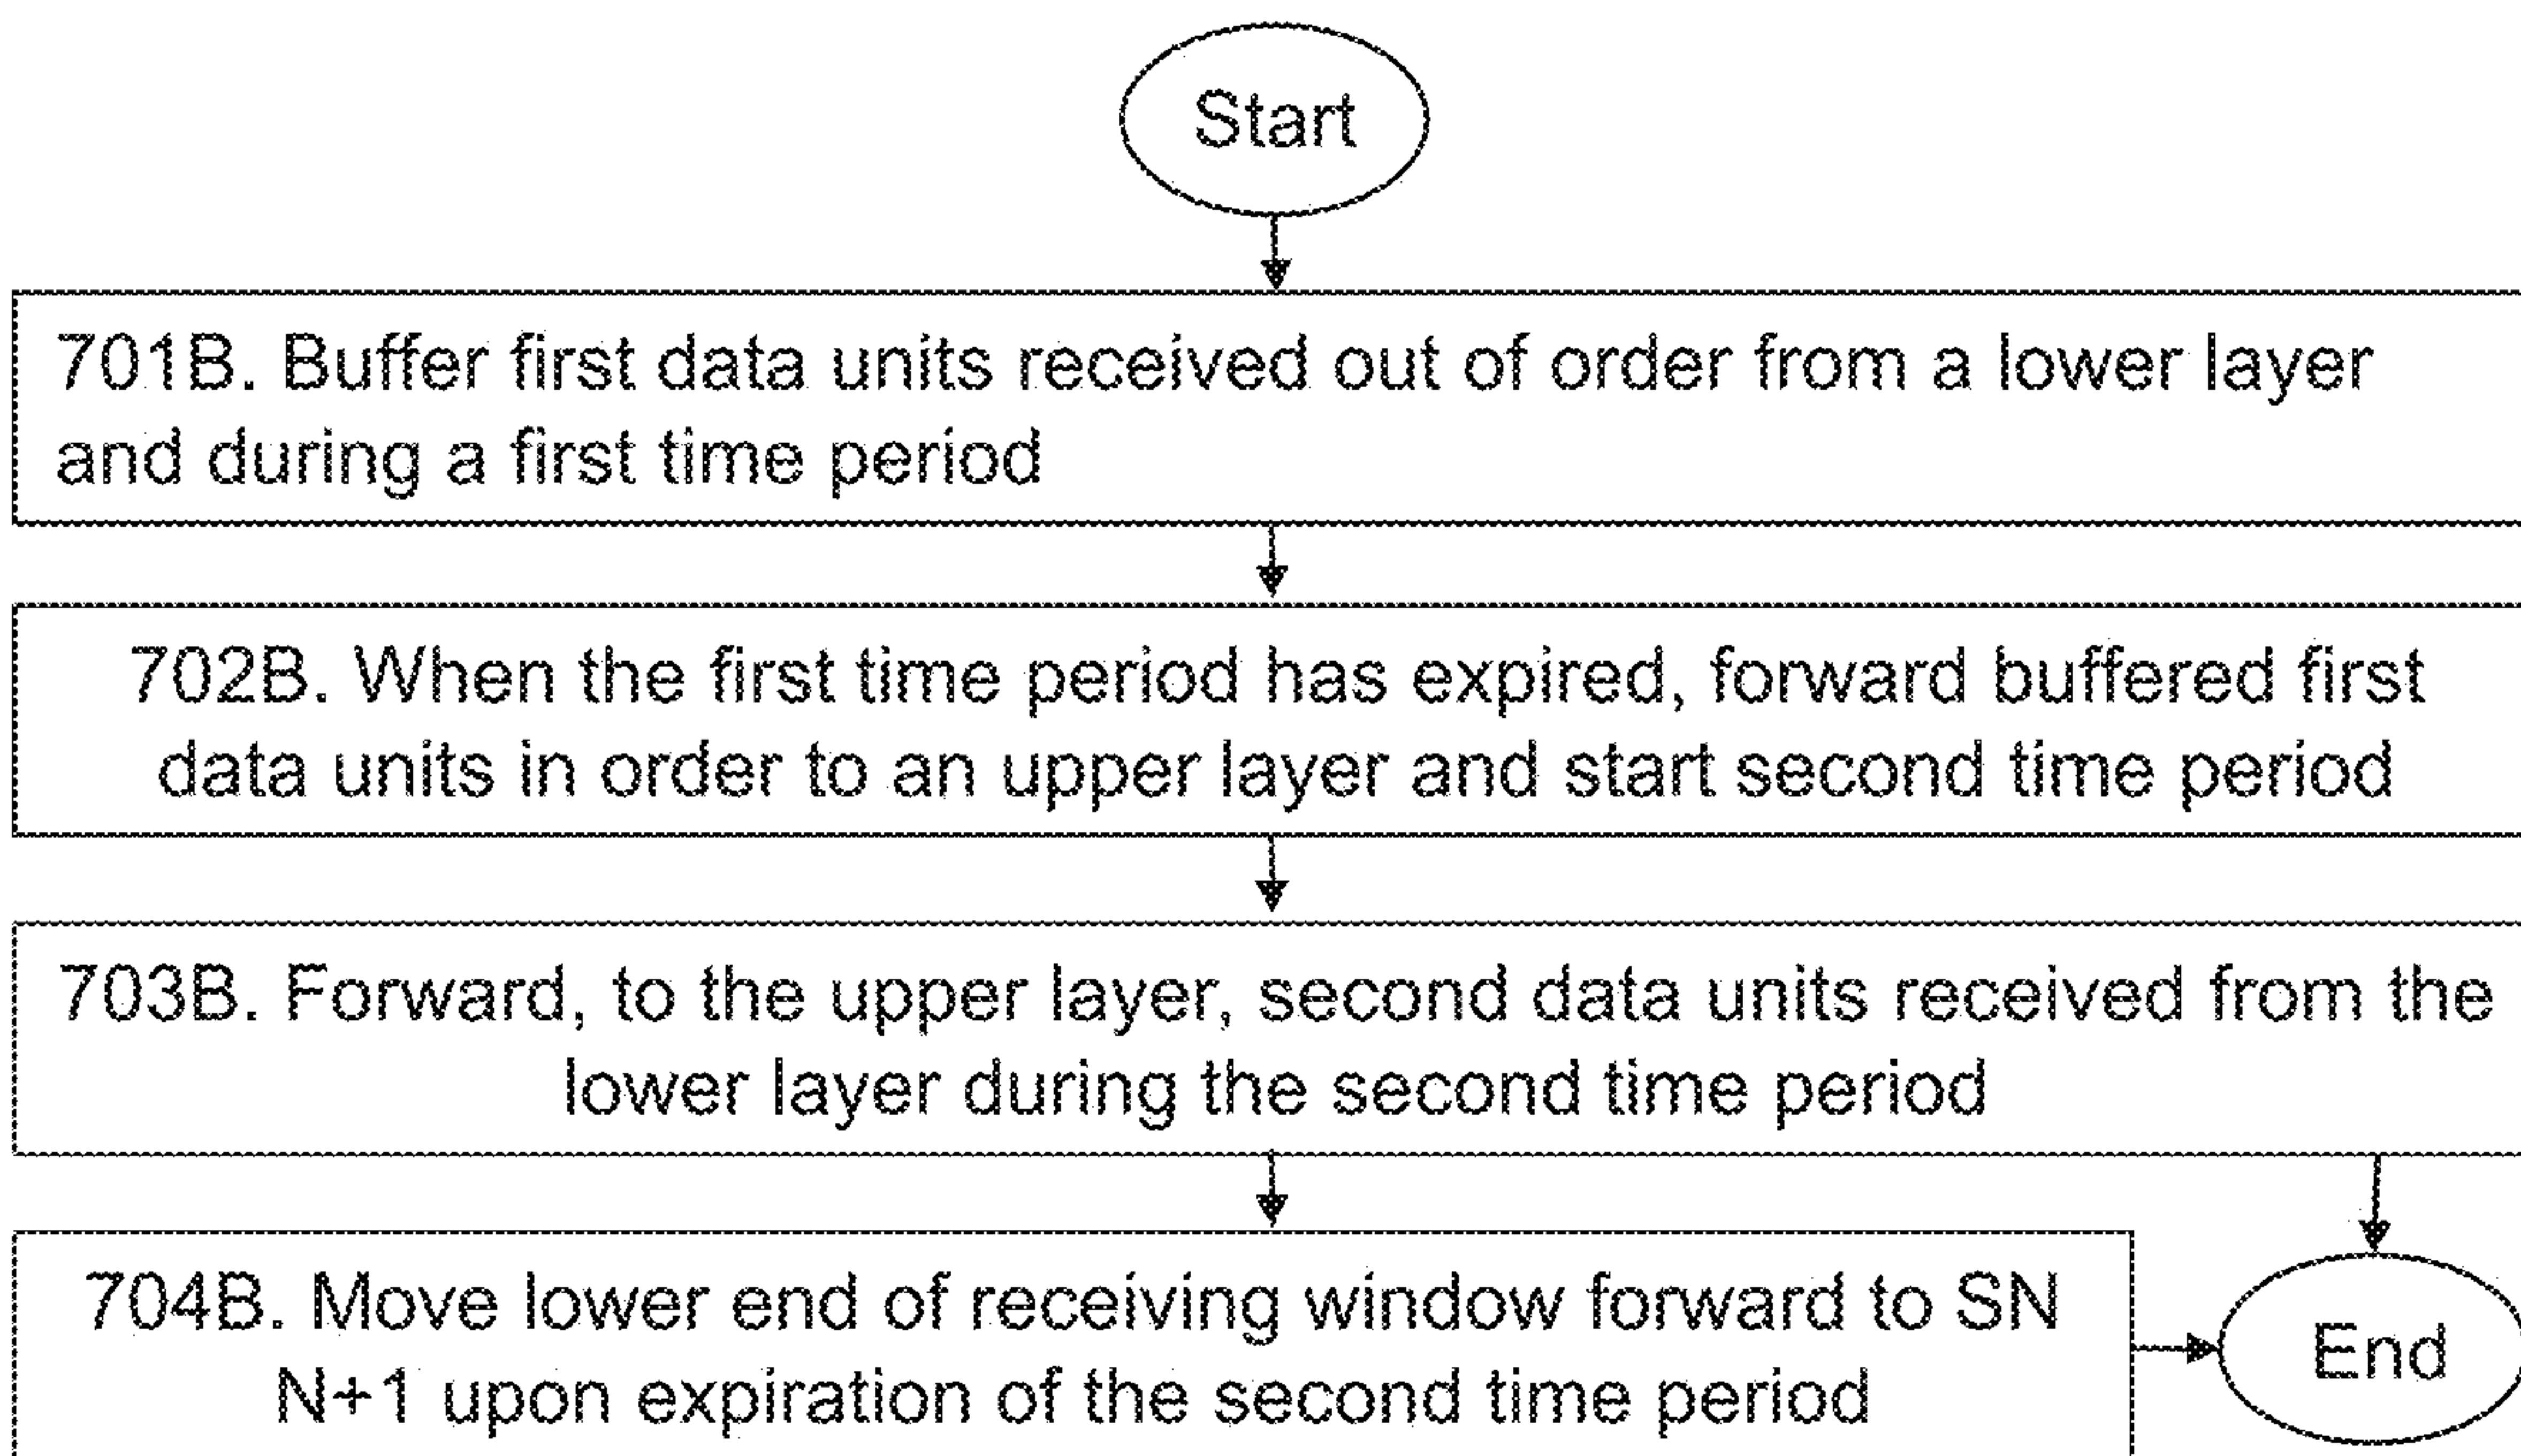 Start
701B. Buffer first data units received out of order from a lower layer
and during a first time period
702B. When the first time period has expired, forward buffered first
data units in order to an upper layer and start second time period
703B. Forward, to the upper layer, second data units received from the
lower layer during the second time period
704B. Move lower end of receiving window forward to SN
N+1 upon expiration of the second time period
End